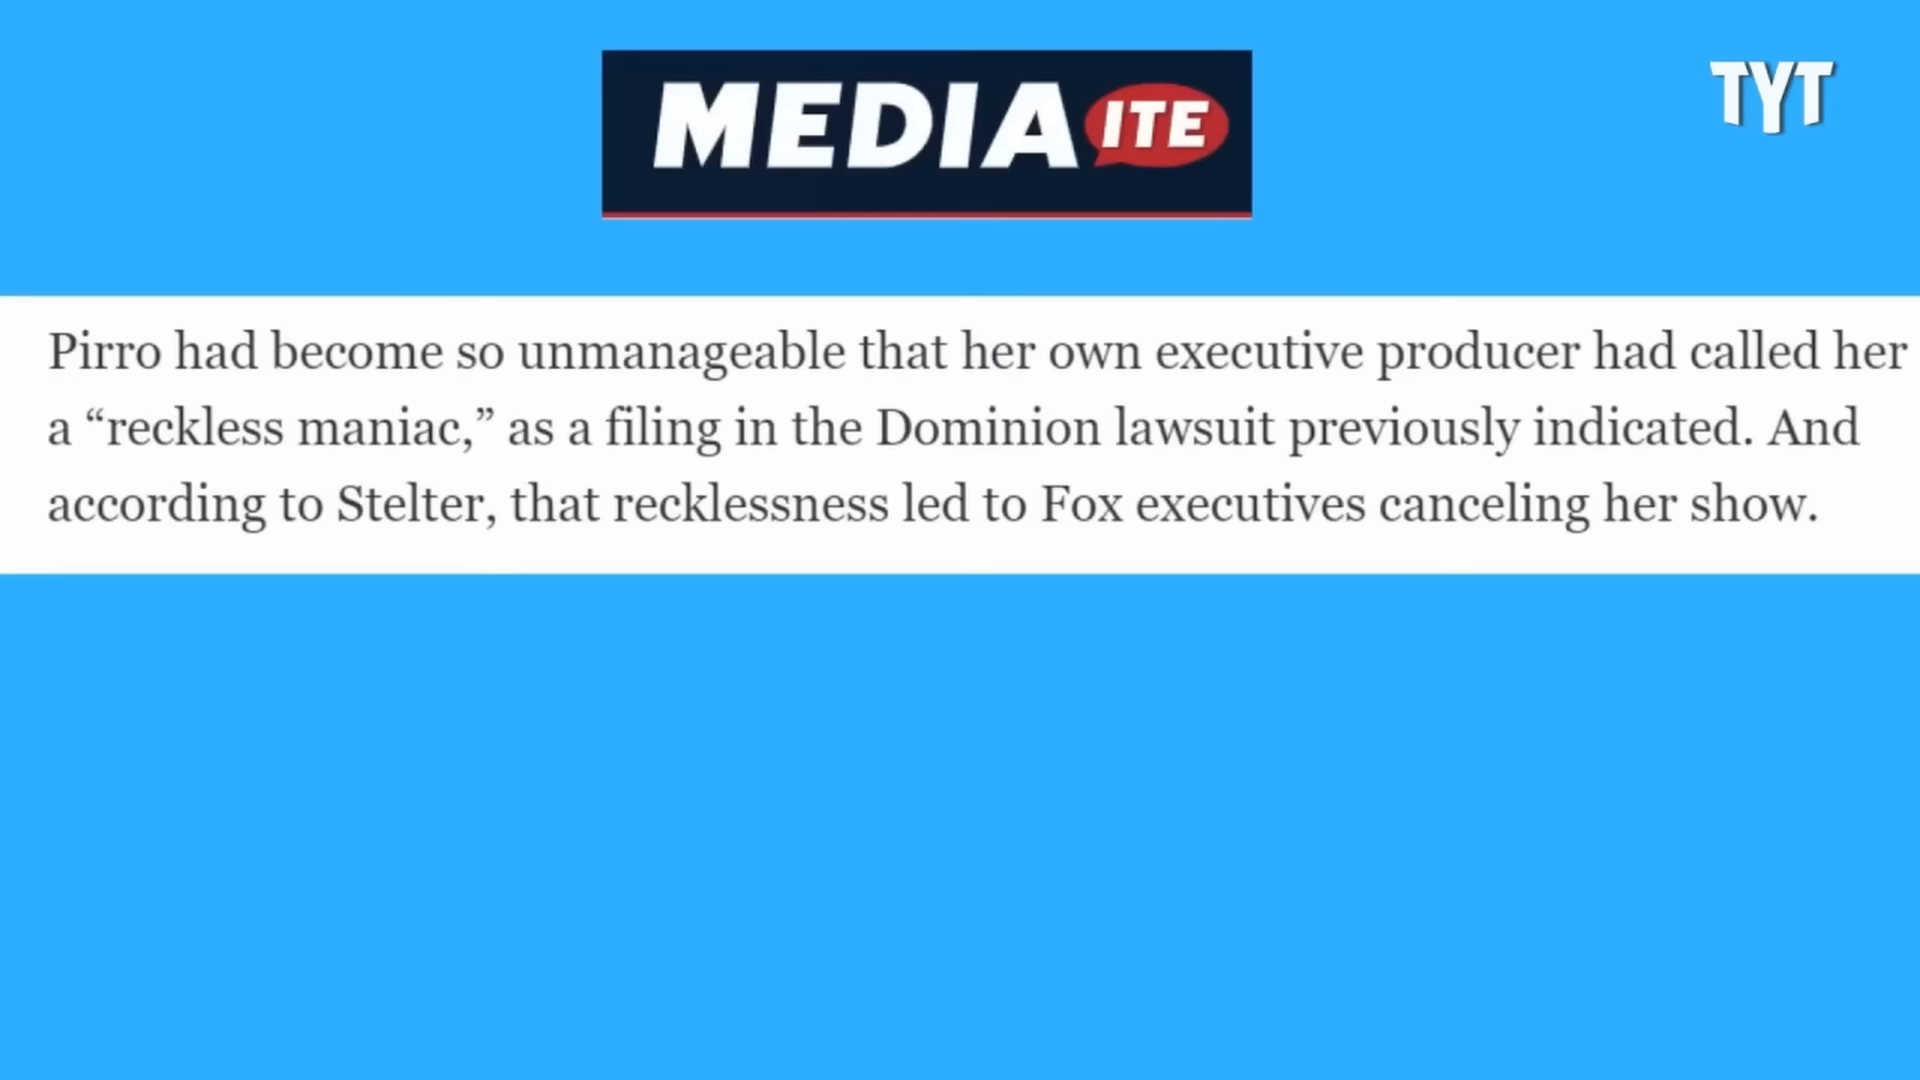 MEDIAITE
TYT
Pirro had become so unmanageable that her own executive producer had called her
a “reckless maniac,” as a filing in the Dominion lawsuit previously indicated. And
according to Stelter, that recklessness led to Fox executives canceling her show.